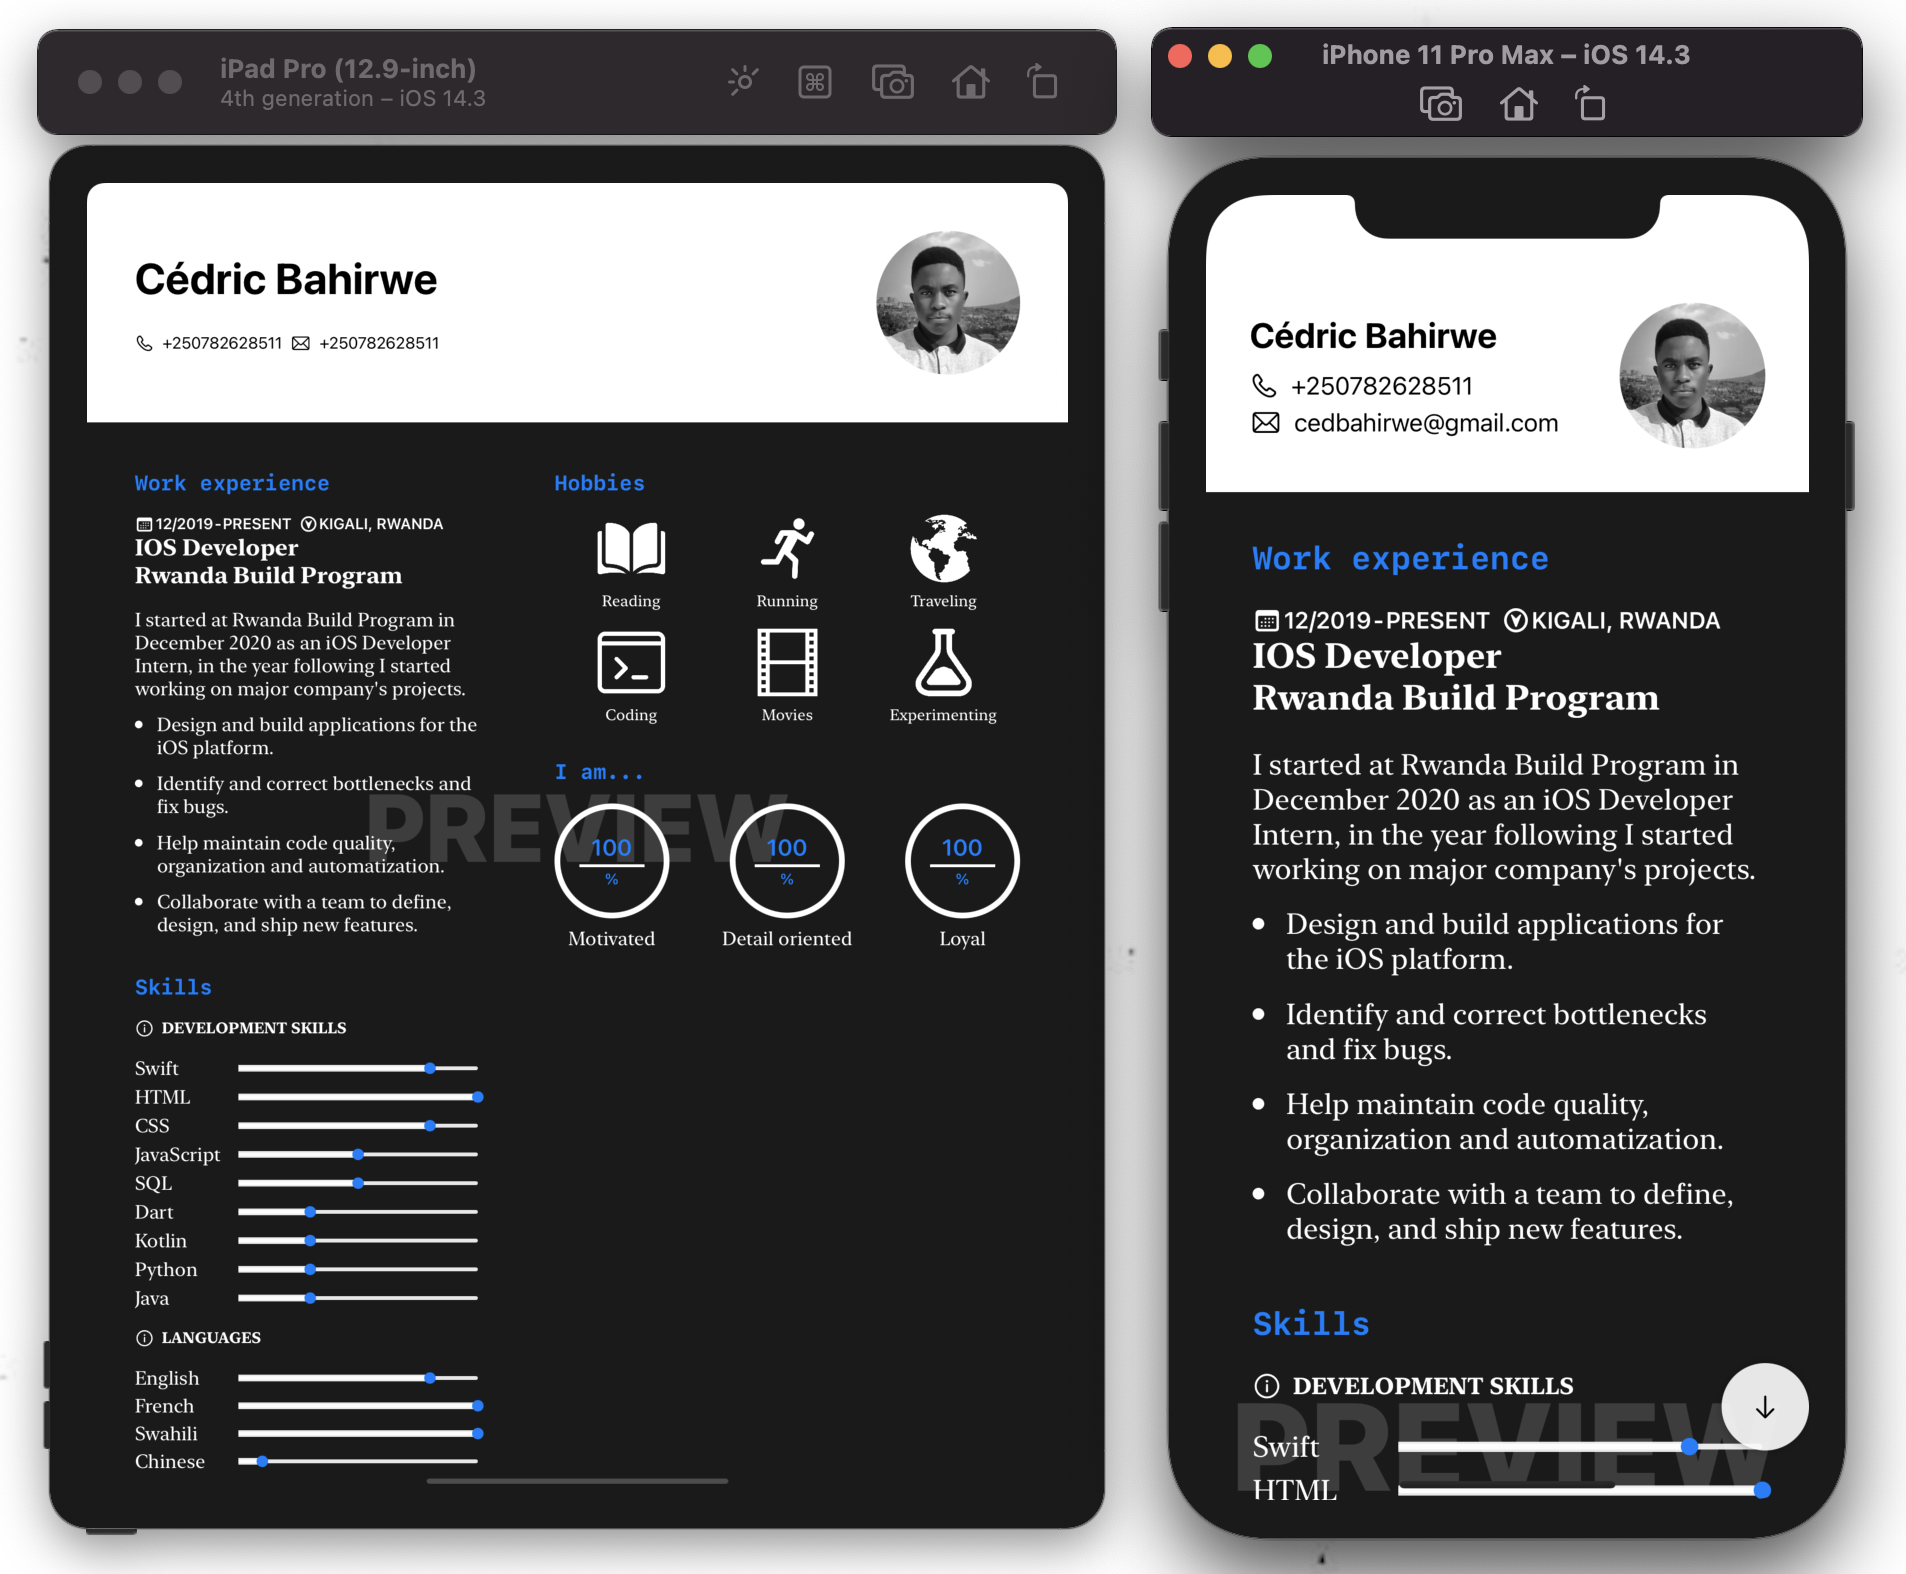 iPad Pro (12.9-inch)
4th generation – iOS 14.3
Cédric Bahirwe
+250782628511 +250782628511
Work experience
12/2019-PRESENT KIGALI, RWANDA
IOS Developer
Rwanda Build Program
I started at Rwanda Build Program in
December 2020 as an iOS Developer
Intern, in the year following I started
working on major company's projects.
• Design and build applications for the
iOS platform.
• Identify and correct bottlenecks and
fix bugs.
• Help maintain code quality,
organization and automatization.
• Collaborate with a team to define,
design, and ship new features.
Skills
DEVELOPMENT SKILLS
Swift
HTML
CSS
JavaScript
SQL
Dart
Kotlin
Python
Java
LANGUAGES
English
French
Swahili
Chinese
Hobbies
Reading Running Traveling
Coding Movies Experimenting
I am...
PREVIEW
100 100 100
% % %
Motivated Detail oriented Loyal
iPhone 11 Pro Max – iOS 14.3
Cédric Bahirwe
+250782628511
cedbahirwe@gmail.com
Work experience
12/2019-PRESENT KIGALI, RWANDA
IOS Developer
Rwanda Build Program
I started at Rwanda Build Program in
December 2020 as an iOS Developer
Intern, in the year following I started
working on major company's projects.
• Design and build applications for
the iOS platform.
• Identify and correct bottlenecks
and fix bugs.
• Help maintain code quality,
organization and automatization.
• Collaborate with a team to define,
design, and ship new features.
Skills
DEVELOPMENT SKILLS
PREVIEW
Swift
HTML